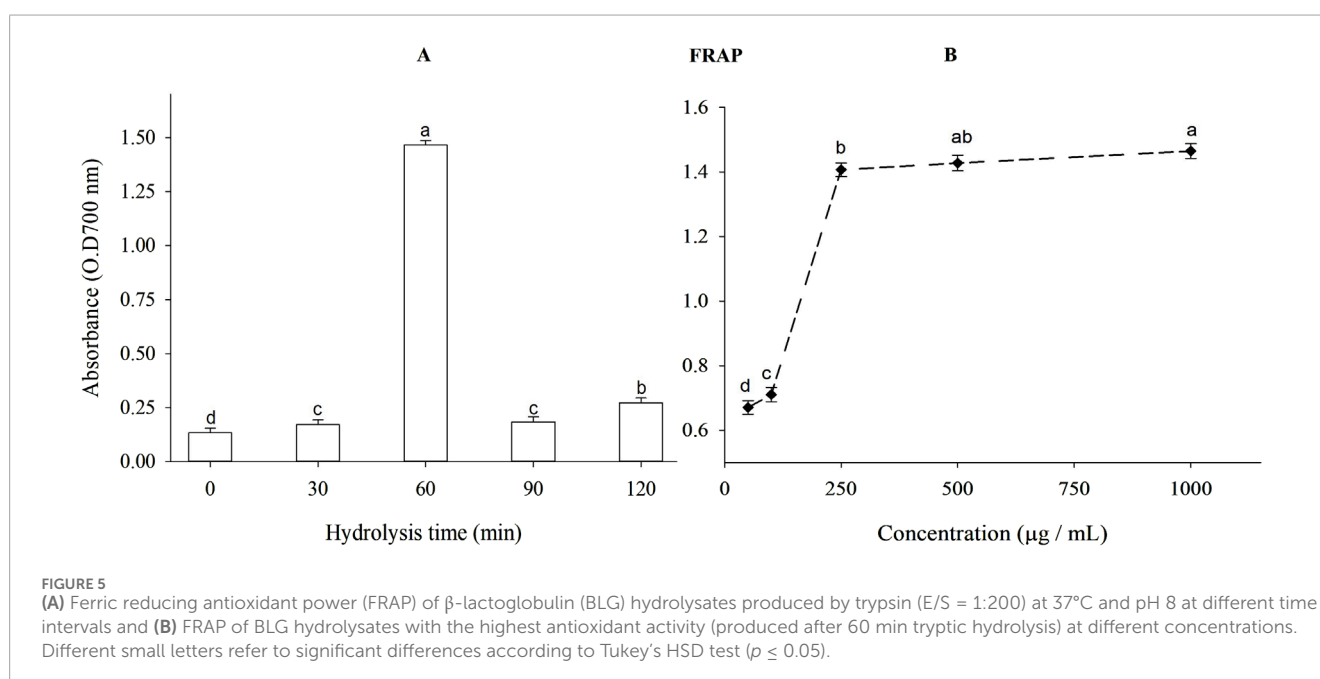 A FRAP B
Absorbance (O.D700 nm)
1.50
1.25
1.00
0.75
0.50
0.25
0.00
d
c
a
c
b
0 30 60 90 120
Hydrolysis time (min)
1.6
1.4
1.2
1.0
0.8
0.6
d
c
b
ab
a
0 250 500 750 1000
Concentration (µg / mL)
FIGURE 5
(A) Ferric reducing antioxidant power (FRAP) of β-lactoglobulin (BLG) hydrolysates produced by trypsin (E/S = 1:200) at 37°C and pH 8 at different time
intervals and (B) FRAP of BLG hydrolysates with the highest antioxidant activity (produced after 60 min tryptic hydrolysis) at different concentrations.
Different small letters refer to significant differences according to Tukey’s HSD test (p ≤ 0.05).